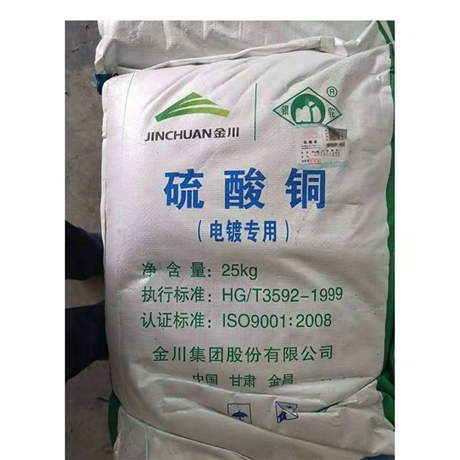 JINCHUAN金川
银驼
®
硫酸铜
(电镀专用)
净含量:25kg
执行标准:HG/T3592-1999
认证标准:ISO9001:2008
金川集团股份有限公司
中国 甘肃 金昌